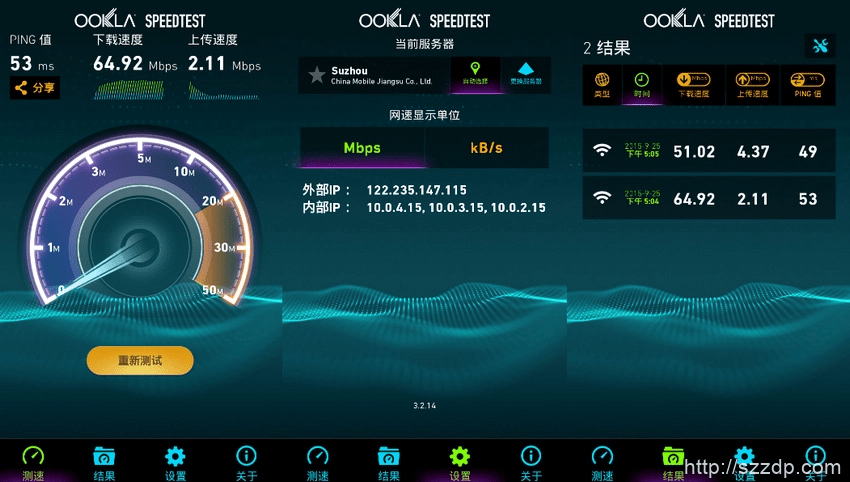 OOKLA SPEEDTEST
PING 值
下载速度
上传速度
53 ms
64.92 Mbps
2.11 Mbps
分享
5M
3M
10M
2M
20M
1M
30M
0
50M
重新测试
测速
结果
设置
关于
OOKLA SPEEDTEST
当前服务器
Suzhou
China Mobile Jiangsu Co., Ltd.
自动选择
更换服务器
网速显示单位
Mbps
kB/s
外部IP： 122.235.147.115
内部IP： 10.0.4.15, 10.0.3.15, 10.0.2.15
3.2.14
测速
结果
设置
关于
OOKLA SPEEDTEST
2 结果
类型
时间
Mbps
下载速度
Mbps
上传速度
ms
PING 值
2015-9-25
下午 5:05
51.02
4.37
49
2015-9-25
下午 5:04
64.92
2.11
53
测速
结果
设置
关于
http://szzdp.com